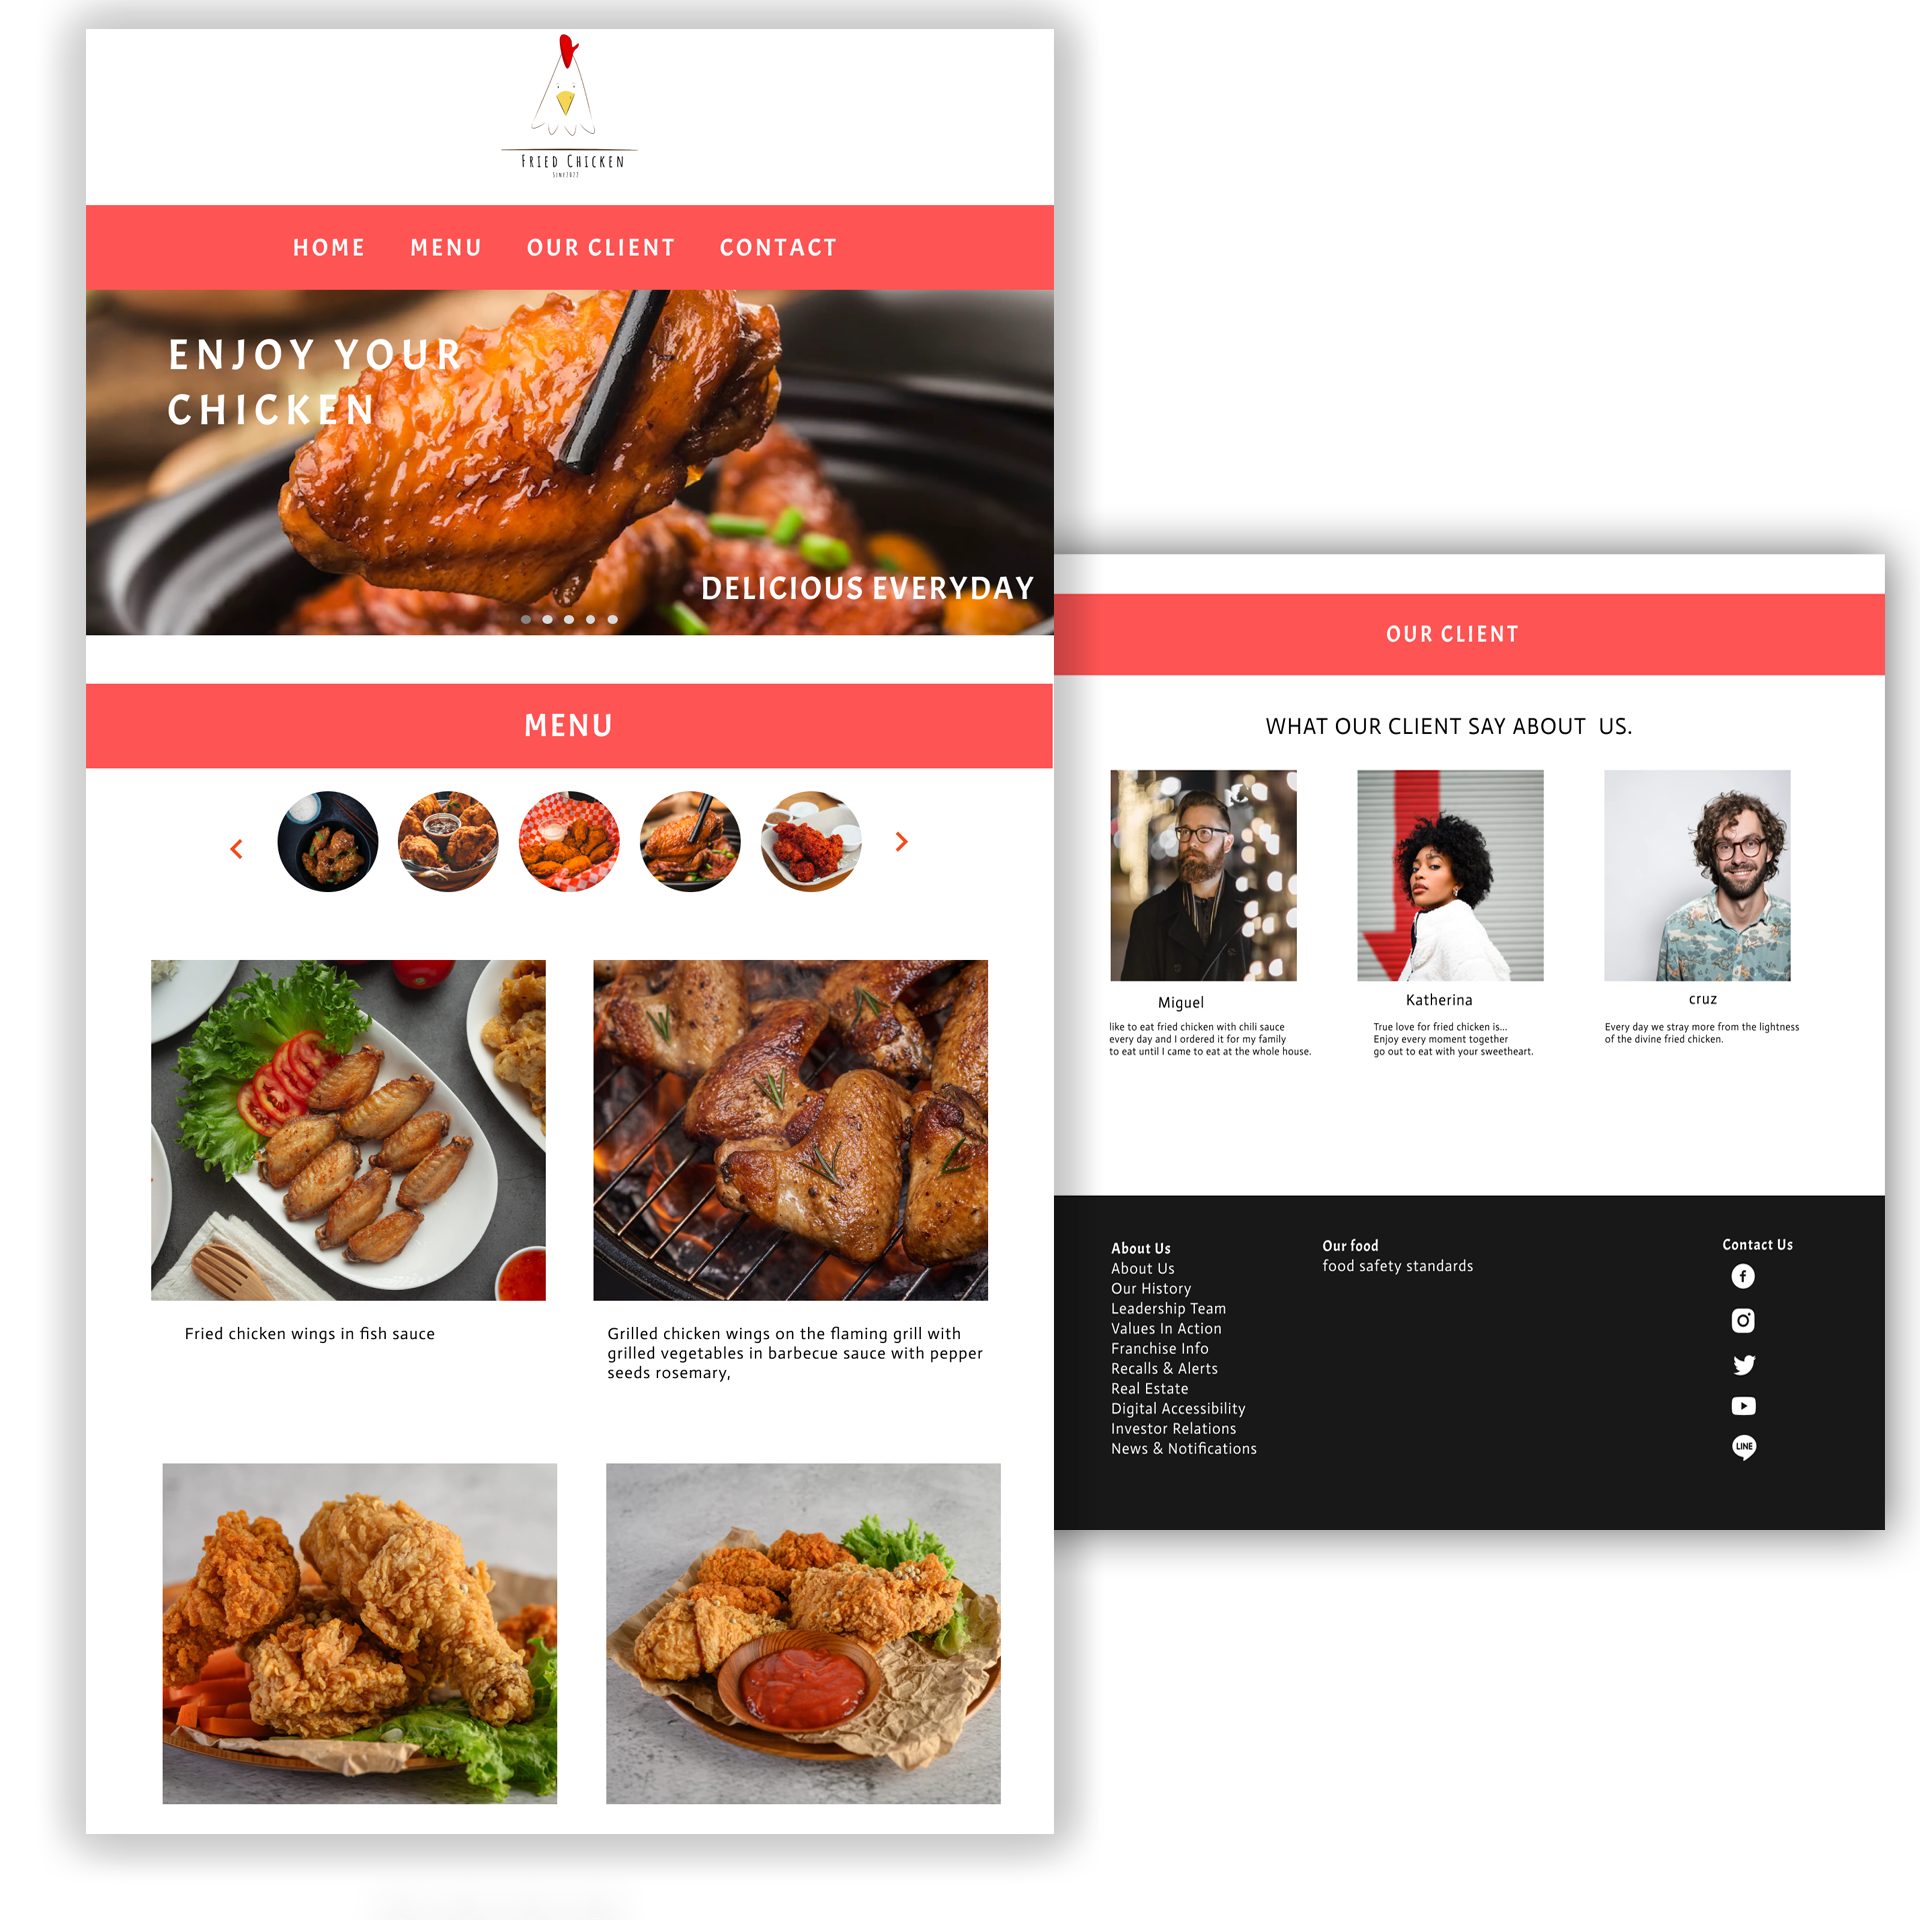 FRIED CHICKEN
HOME MENU OUR CLIENT CONTACT
ENJOY YOUR
CHICKEN
DELICIOUS EVERYDAY
MENU
Fried chicken wings in fish sauce
Grilled chicken wings on the flaming grill with
grilled vegetables in barbecue sauce with pepper
seeds rosemary,
OUR CLIENT
WHAT OUR CLIENT SAY ABOUT US.
Miguel
like to eat fried chicken with chili sauce
every day and I ordered it for my family
to eat until I came to eat at the whole house.
Katherina
True love for fried chicken is...
Enjoy every moment together
go out to eat with your sweetheart.
cruz
Every day we stray more from the lightness
of the divine fried chicken.
About Us
About Us
Our History
Leadership Team
Values In Action
Franchise Info
Recalls & Alerts
Real Estate
Digital Accessibility
Investor Relations
News & Notifications
Our food
food safety standards
Contact Us
LINE